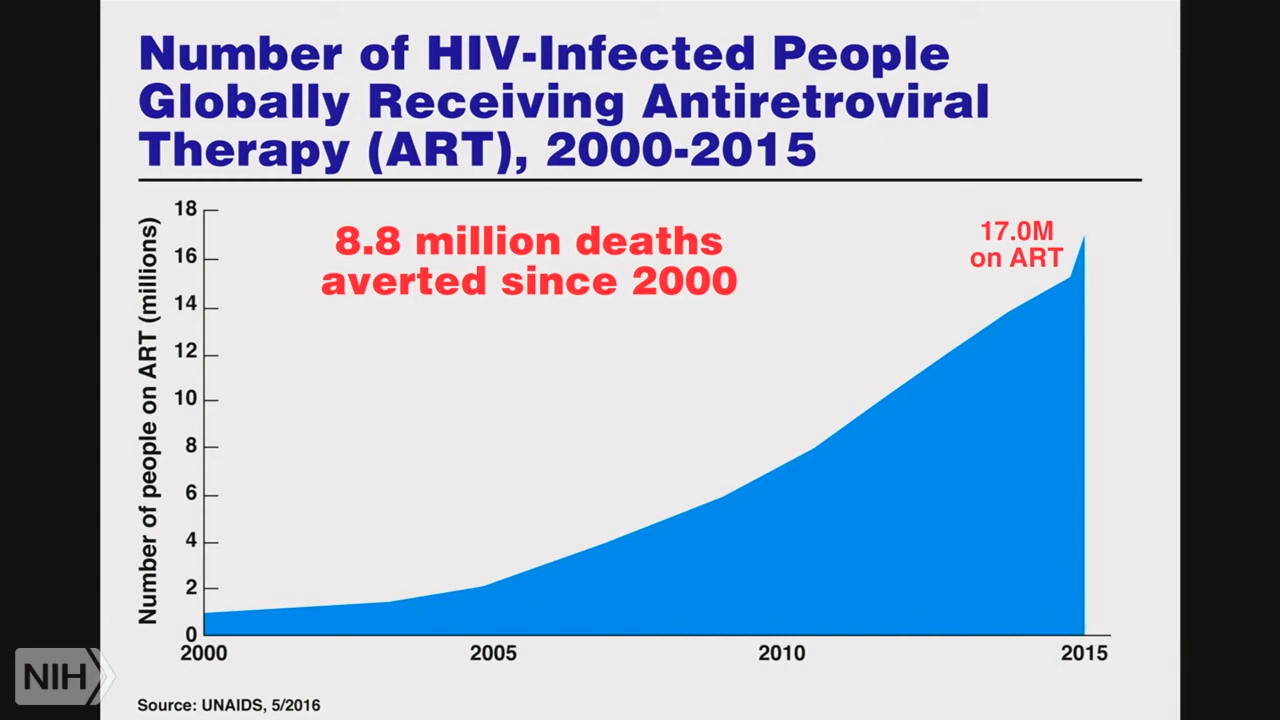 Number of HIV-Infected People
Globally Receiving Antiretroviral
Therapy (ART), 2000-2015
Number of people on ART (millions)
18
16
14
12
10
8
6
4
2
0
8.8 million deaths
averted since 2000
17.0M
on ART
2000
2005
2010
2015
NIH
Source: UNAIDS, 5/2016